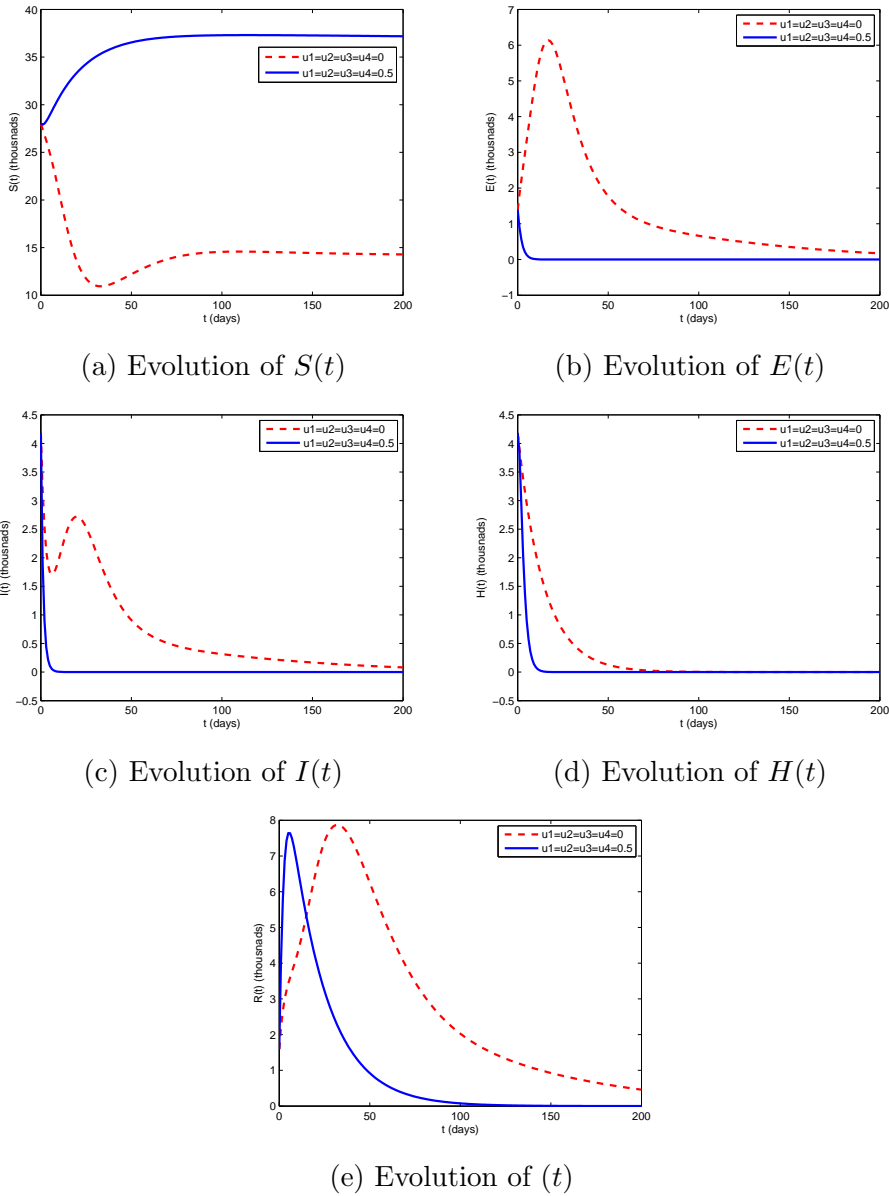 40
35
30
25
20
15
10
S(t) (thousnads)
0 50 100 150 200
t (days)
u1=u2=u3=u4=0
u1=u2=u3=u4=0.5
(a) Evolution of S(t)
7
6
5
4
3
2
1
0
−1
E(t) (thousnads)
0 50 100 150 200
t (days)
u1=u2=u3=u4=0
u1=u2=u3=u4=0.5
(b) Evolution of E(t)
4.5
4
3.5
3
2.5
2
1.5
1
0.5
0
−0.5
I(t) (thousnads)
0 50 100 150 200
t (days)
u1=u2=u3=u4=0
u1=u2=u3=u4=0.5
(c) Evolution of I(t)
4.5
4
3.5
3
2.5
2
1.5
1
0.5
0
−0.5
H(t) (thousnads)
0 50 100 150 200
t (days)
u1=u2=u3=u4=0
u1=u2=u3=u4=0.5
(d) Evolution of H(t)
8
7
6
5
4
3
2
1
0
R(t) (thousnads)
0 50 100 150 200
t (days)
u1=u2=u3=u4=0
u1=u2=u3=u4=0.5
(e) Evolution of (t)